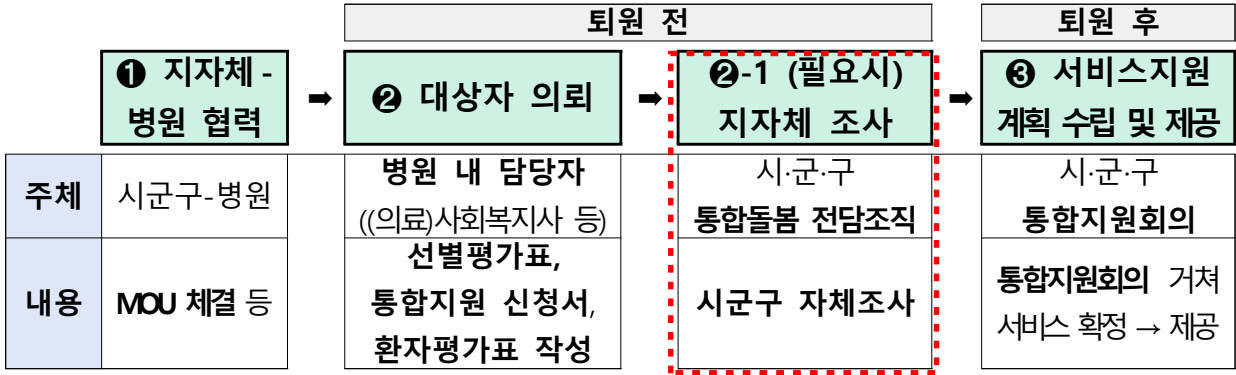 퇴원 전
퇴원 후
❶ 지자체 -
병원 협력
➡
❷ 대상자 의뢰
➡
❷-1 (필요시)
지자체 조사
➡
❸ 서비스지원
계획 수립 및 제공
주체
시군구-병원
병원 내 담당자
((의료)사회복지사 등)
시·군·구
통합돌봄 전담조직
시·군·구
통합지원회의
내용
MOU 체결 등
선별평가표,
통합지원 신청서,
환자평가표 작성
시군구 자체조사
통합지원회의 거쳐
서비스 확정 → 제공